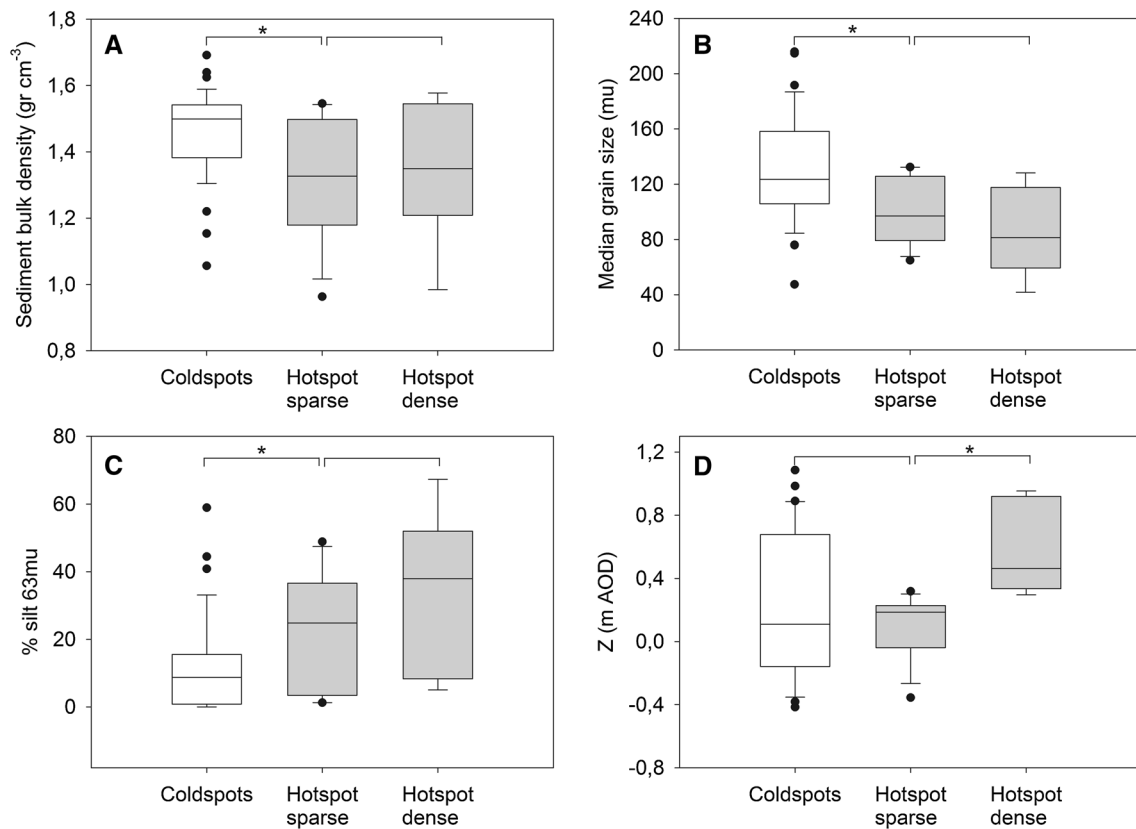 A
*
Sediment bulk density (gr cm-3)
1,8
1,6
1,4
1,2
1,0
0,8
Coldspots
Hotspot
sparse
Hotspot
dense
B
*
Median grain size (mu)
240
200
160
120
80
40
0
Coldspots
Hotspot
sparse
Hotspot
dense
C
*
% silt 63mu
80
60
40
20
0
Coldspots
Hotspot
sparse
Hotspot
dense
D
*
Z (m AOD)
1,2
0,8
0,4
0,0
-0,4
-0,8
Coldspots
Hotspot
sparse
Hotspot
dense